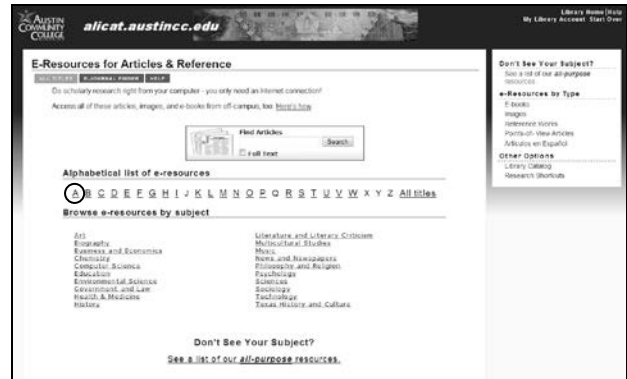 AUSTIN
COMMUNITY
COLLEGE
alicat.austincc.edu
Library Home|Help
My Library Account Start Over
E-Resources for Articles & Reference
ALL TITLES E-JOURNAL FINDER HELP
Do scholarly research right from your computer - you only need an internet connection!
Access all of these articles, images, and e-books from off-campus, too. Here's how.
Find Articles
Search
Full Text
Alphabetical list of e-resources
A B C D E F G H I J K L M N O P Q R S T U V W X Y Z All titles
Browse e-resources by subject
Art
Biography
Business and Economics
Chemistry
Computer Science
Education
Environmental Science
Government and Law
Health & Medicine
History
Literature and Literary Criticism
Multicultural Studies
Music
News and Newspapers
Philosophy and Religion
Psychology
Sciences
Sociology
Technology
Texas History and Culture
Don't See Your Subject?
See a list of our all-purpose resources.
Don't See Your Subject?
See a list of our all-purpose
resources.
e-Resources by Type
E-books
Images
Reference Works
Points-of-View Articles
Artículos en Español
Other Options
Library Catalog
Research Shortcuts